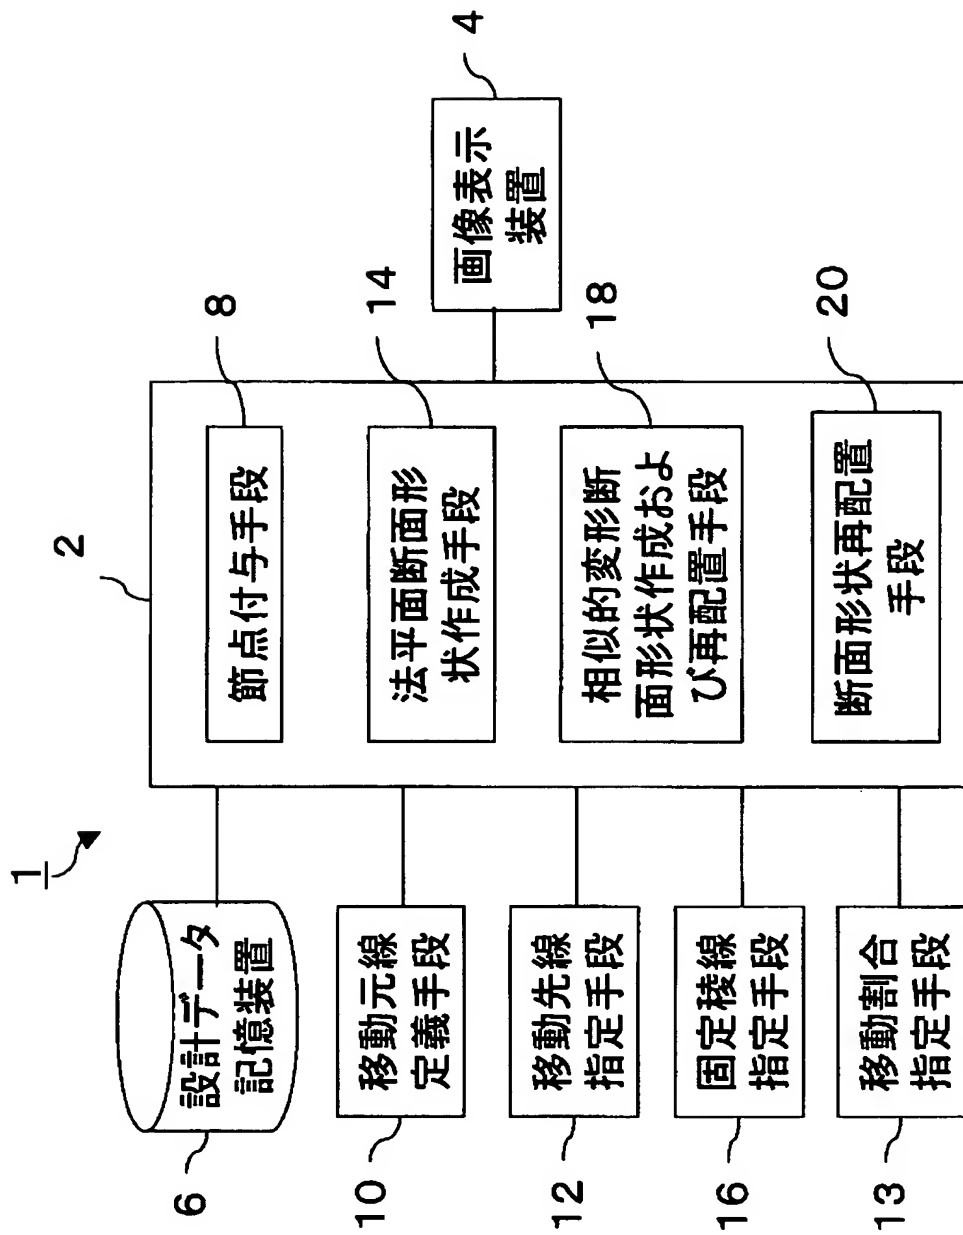 1
2
設計データ
記憶装置
6
移動元線
定義手段
10
移動先線
指定手段
12
固定稜線
指定手段
16
移動割合
指定手段
13
節点付与手段
8
法平面断面形
状作成手段
14
相似的変形断
面形状作成およ
び再配置手段
18
断面形状再配置
手段
20
画像表示
装置
4